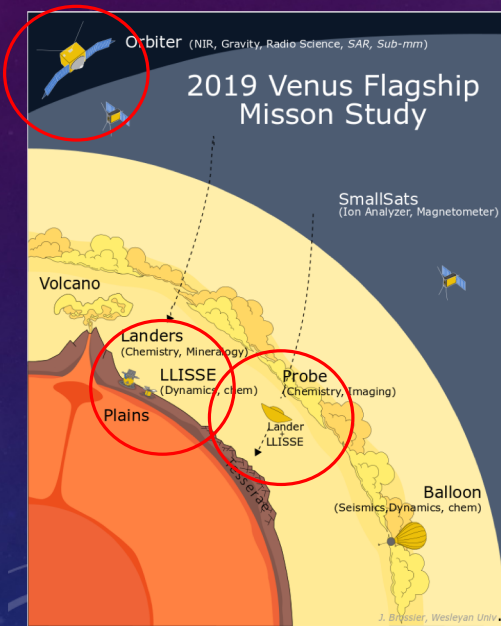 Orbiter (NIR, Gravity, Radio Science, SAR, Sub-mm)
2019 Venus Flagship
Misson Study
SmallSats
(Ion Analyzer, Magnetometer)
Volcano
Landers
(Chemistry, Mineralogy)
LLISSE
(Dynamics, chem)
Probe
(Chemistry, Imaging)
Plains
Lander
+
LLISSE
Tesserae
Balloon
(Seismics,Dynamics, chem)
J. Brossier, Wesleyan Univ.